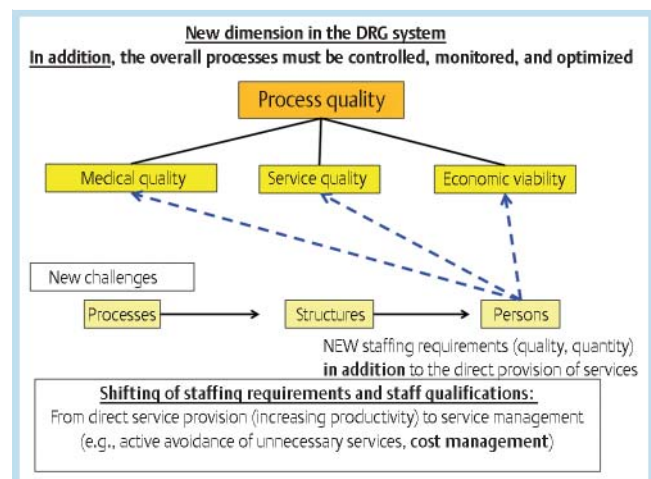 New dimension in the DRG system
In addition, the overall processes must be controlled, monitored, and optimized
Process quality
Medical quality
Service quality
Economic viability
New challenges
Processes
Structures
Persons
NEW staffing requirements (quality, quantity)
in addition to the direct provision of services
Shifting of staffing requirements and staff qualifications:
From direct service provision (increasing productivity) to service management
(e.g., active avoidance of unnecessary services, cost management)